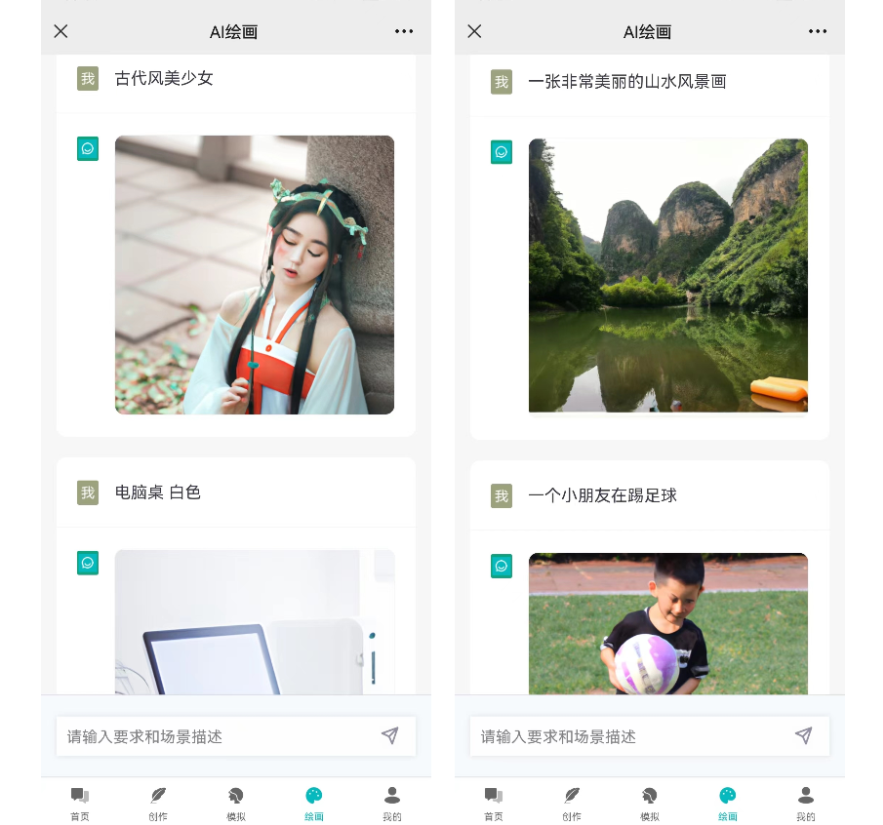 AI绘画
我 古代风美少女
我 电脑桌 白色
请输入要求和场景描述
首页 创作 模拟 绘画 我的
AI绘画
我 一张非常美丽的山水风景画
我 一个小朋友在踢足球
请输入要求和场景描述
首页 创作 模拟 绘画 我的